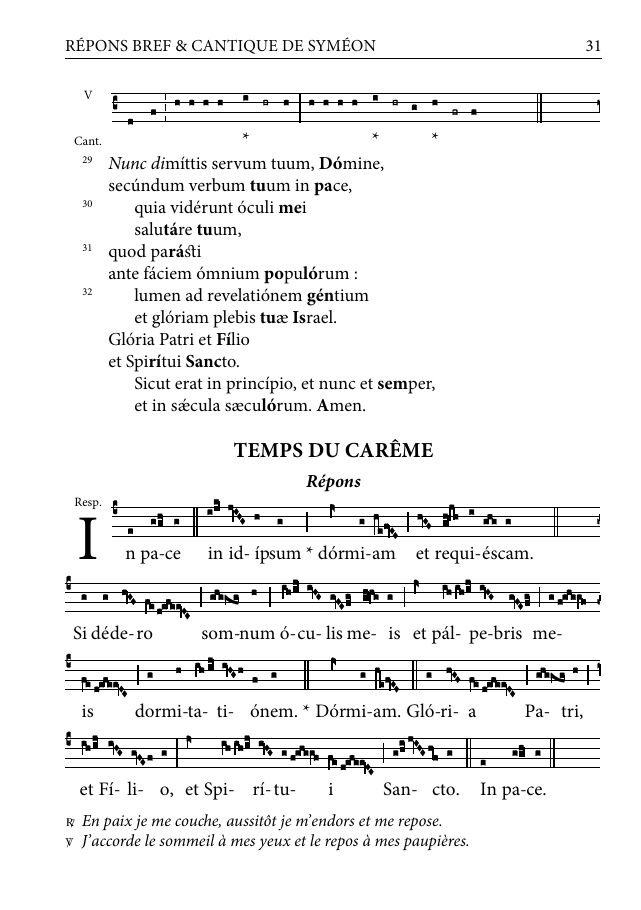 RÉPONS BREF & CANTIQUE DE SYMÉON 31
V
* * *
Cant.
29 Nunc dimíttis servum tuum, Dómine,
secúndum verbum tuum in pace,
30 quia vidérunt óculi mei
salutáre tuum,
31 quod parásti
ante fáciem ómnium populórum :
32 lumen ad revelatiónem géntium
et glóriam plebis tuæ Israel.
Glória Patri et Fílio
et Spirítui Sancto.
Sicut erat in princípio, et nunc et semper,
et in sǽcula sæculórum. Amen.
TEMPS DU CARÊME
Répons
Resp.
In pa-ce in id- ípsum * dórmi-am et requi-éscam.
Si déde-ro som-num ó-cu- lis me- is et pál- pe-bris me-
is dormi-ta- ti- ónem. * Dórmi-am. Gló-ri- a Pa- tri,
et Fí- li- o, et Spi- rí-tu- i San- cto. In pa-ce.
℟ En paix je me couche, aussitôt je m’endors et me repose.
℣ J’accorde le sommeil à mes yeux et le repos à mes paupières.